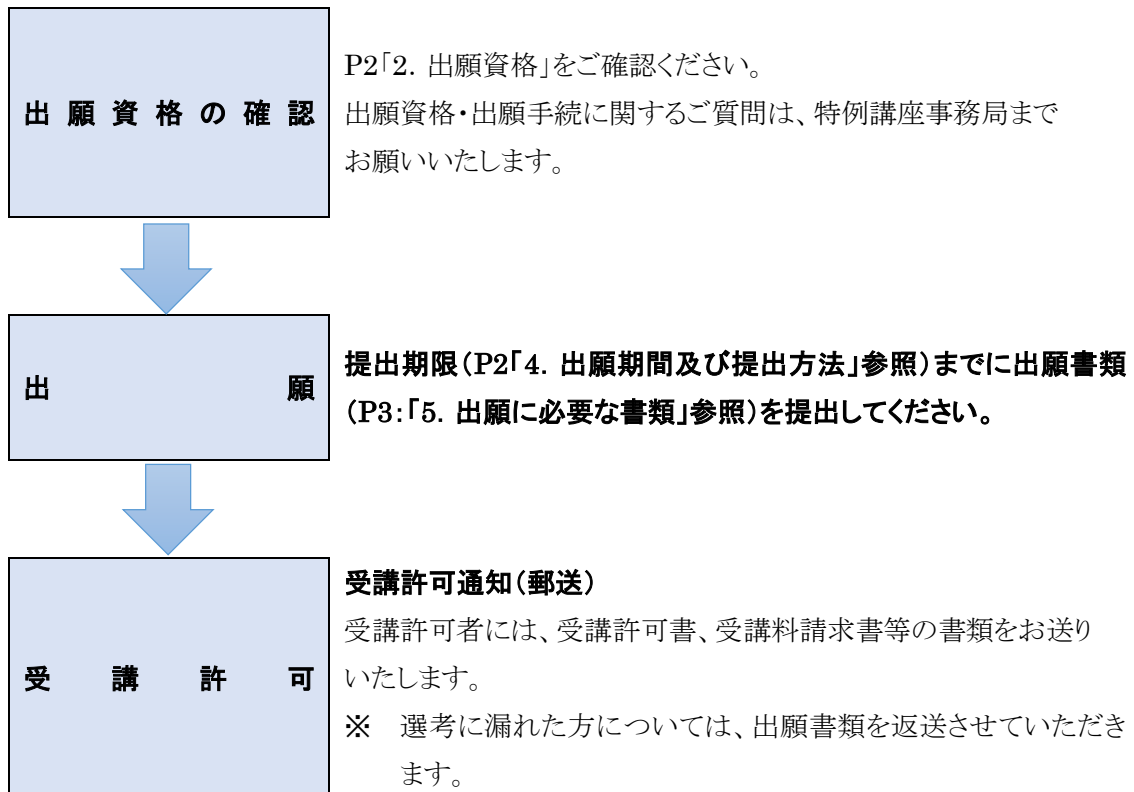 出願資格の確認
P2「2. 出願資格」をご確認ください。
出願資格・出願手続に関するご質問は、特例講座事務局まで
お願いいたします。
出願
提出期限(P2「4. 出願期間及び提出方法」参照)までに出願書類
(P3:「5. 出願に必要な書類」参照)を提出してください。
受講許可
受講許可通知(郵送)
受講許可者には、受講許可書、受講料請求書等の書類をお送り
いたします。
※ 選考に漏れた方については、出願書類を返送させていただき
ます。